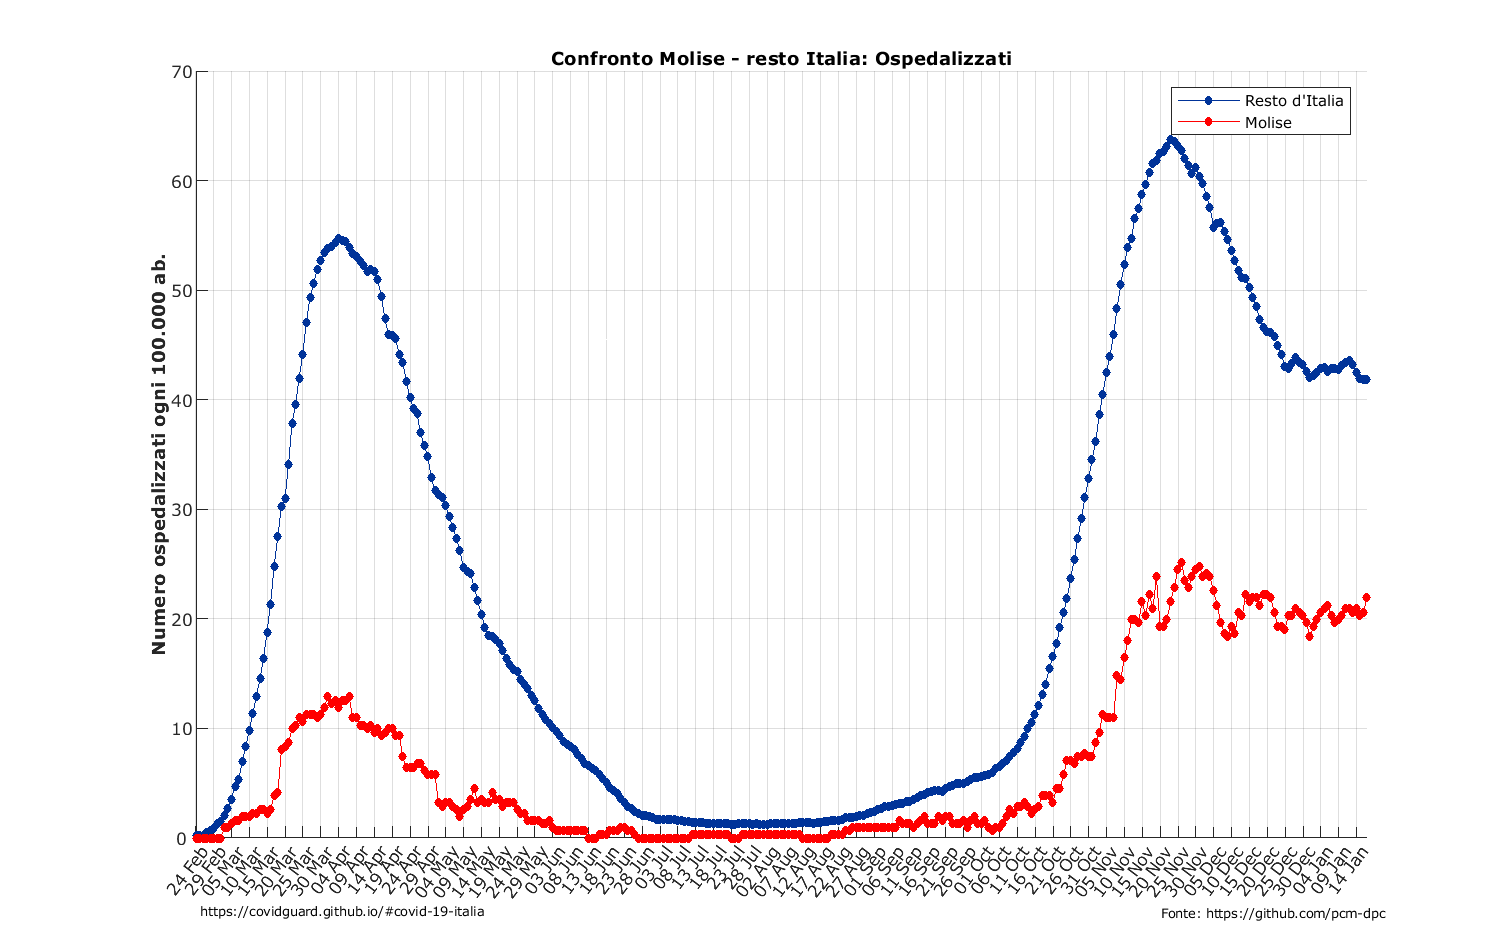 Confronto Molise - resto Italia: Ospedalizzati
Resto d'Italia
Molise
Numero ospedalizzati ogni 100.000 ab.
70
60
50
40
30
20
10
0
24 Feb
29 Feb
05 Mar
10 Mar
15 Mar
20 Mar
25 Mar
30 Mar
04 Apr
09 Apr
14 Apr
19 Apr
24 Apr
29 Apr
04 May
09 May
14 May
19 May
24 May
29 May
03 Jun
08 Jun
13 Jun
18 Jun
23 Jun
28 Jun
03 Jul
08 Jul
13 Jul
18 Jul
23 Jul
28 Jul
02 Aug
07 Aug
12 Aug
17 Aug
22 Aug
27 Aug
01 Sep
06 Sep
11 Sep
16 Sep
21 Sep
26 Sep
01 Oct
06 Oct
11 Oct
16 Oct
21 Oct
26 Oct
31 Oct
05 Nov
10 Nov
15 Nov
20 Nov
25 Nov
30 Nov
05 Dec
10 Dec
15 Dec
20 Dec
25 Dec
30 Dec
04 Jan
09 Jan
14 Jan
https://covidguard.github.io/#covid-19-italia
Fonte: https://github.com/pcm-dpc